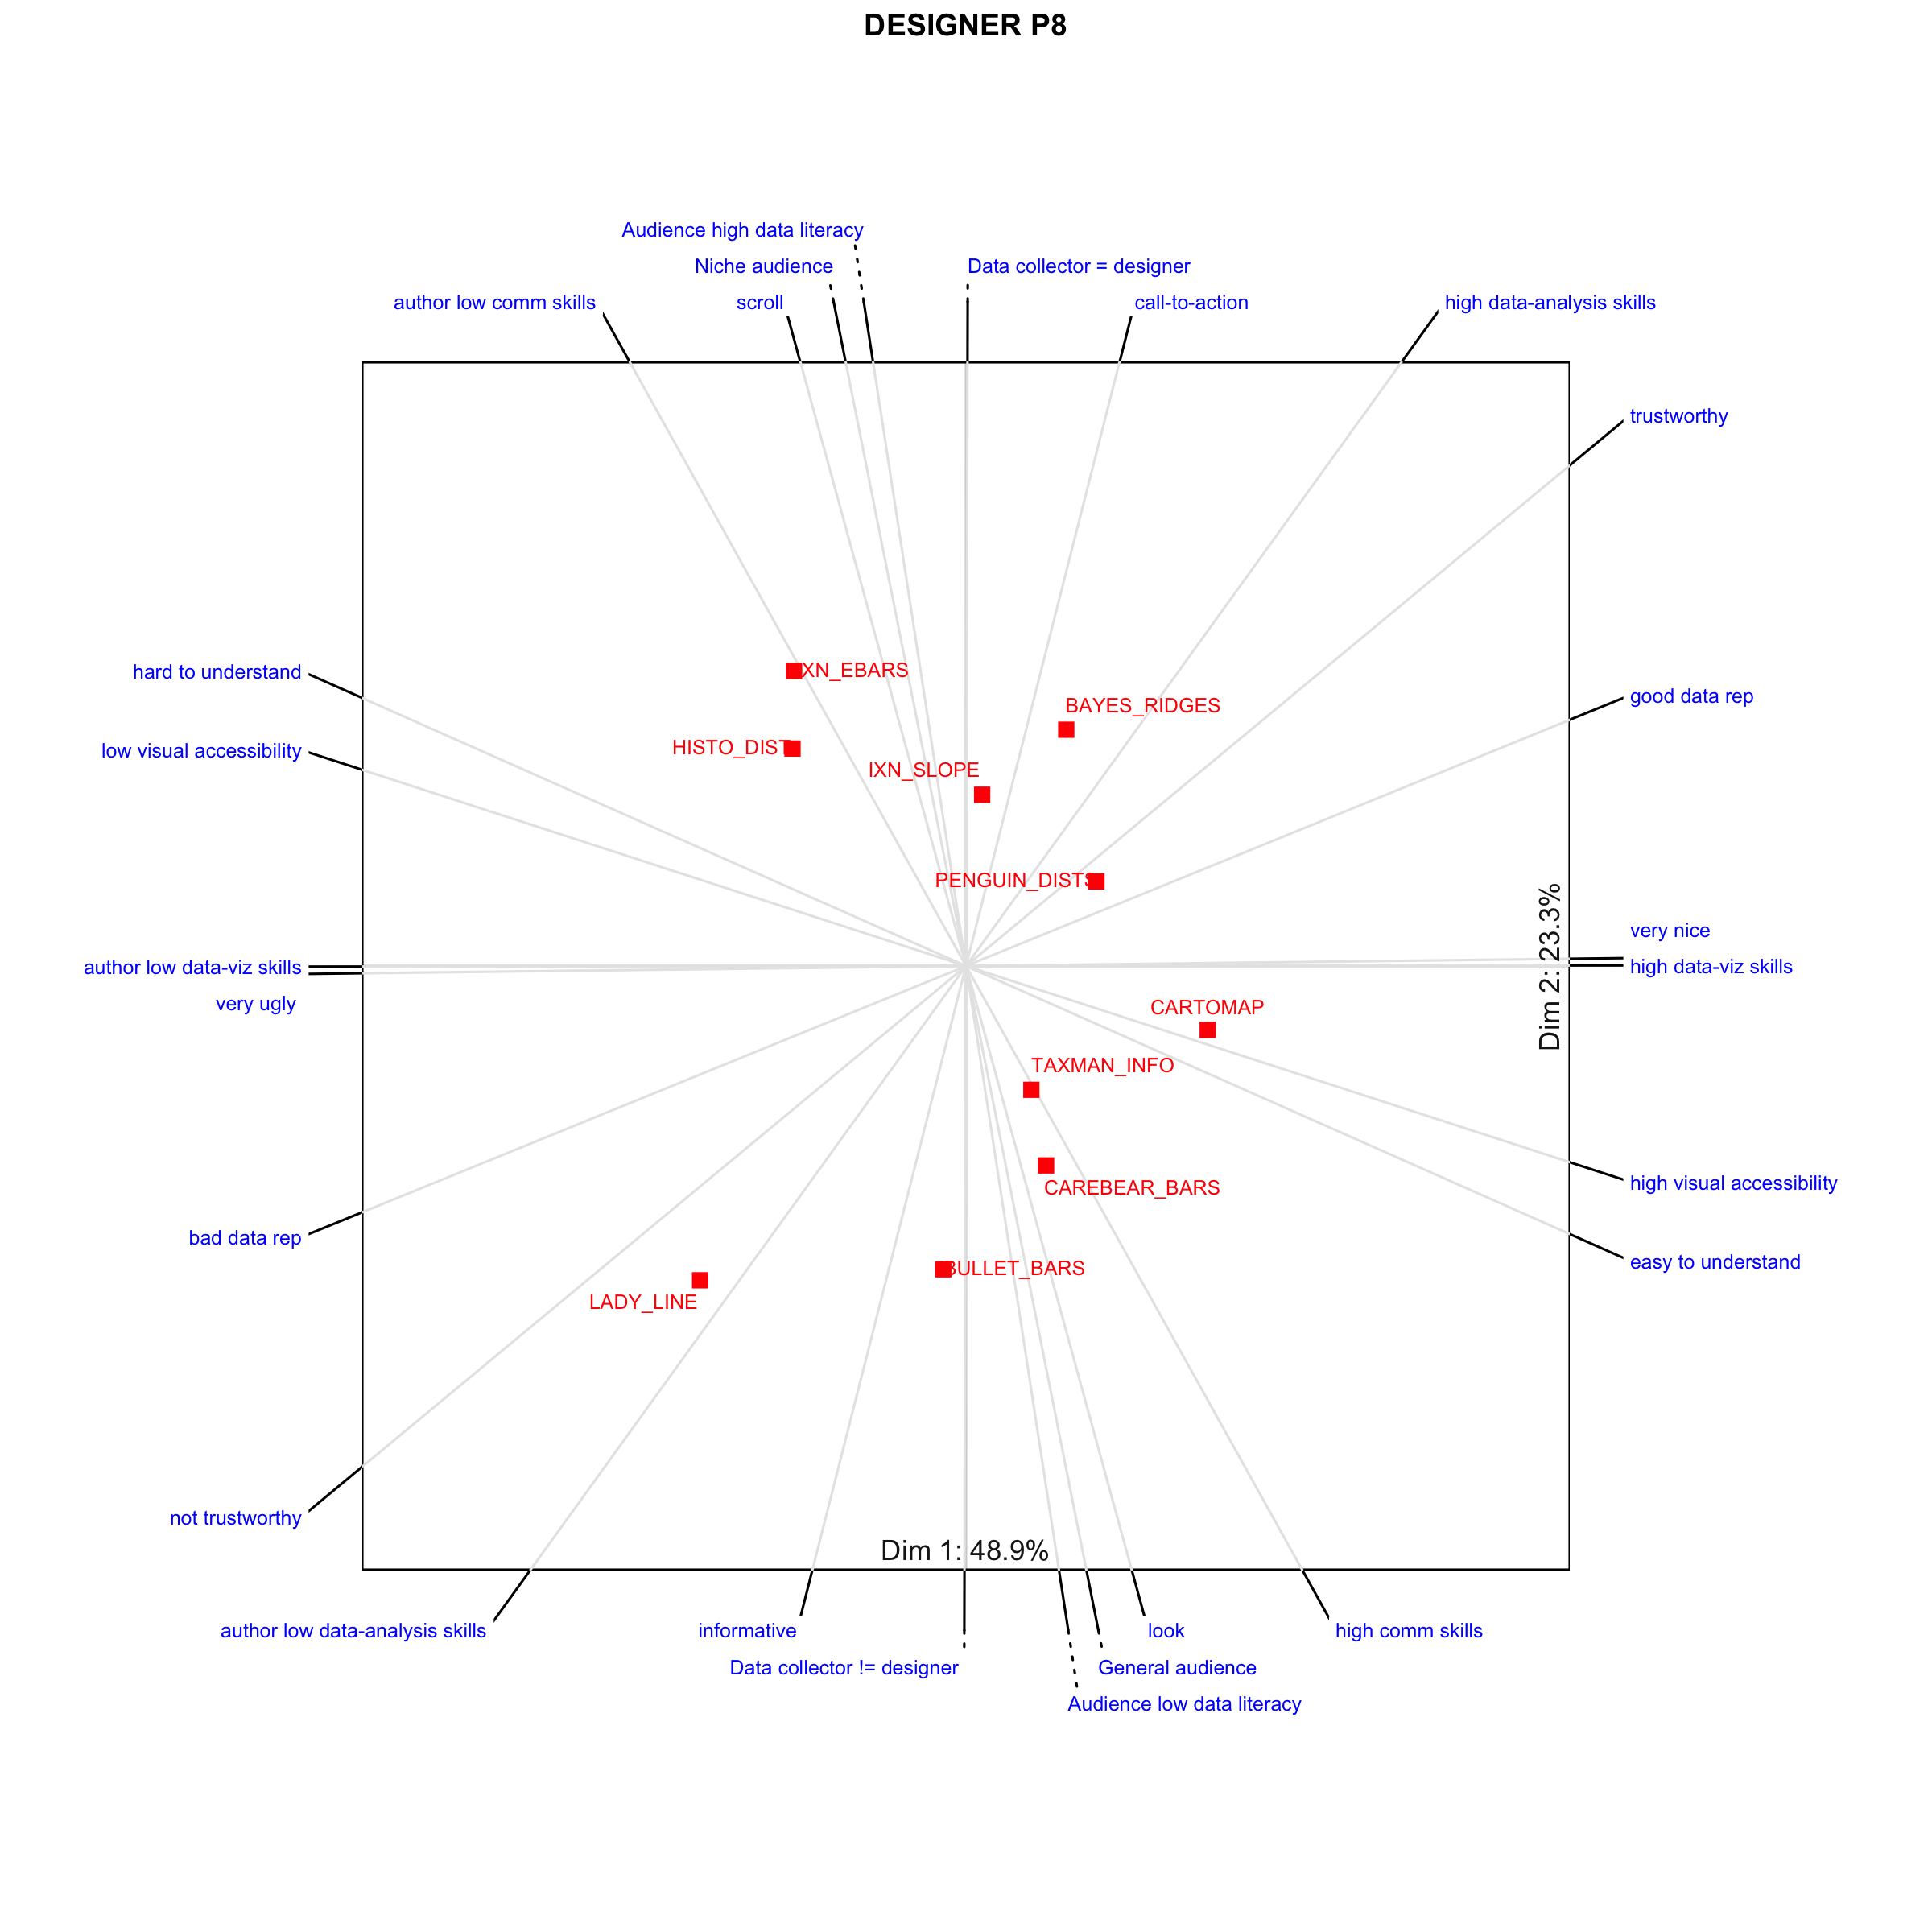 DESIGNER P8
Audience high data literacy
Niche audience
Data collector = designer
author low comm skills
scroll
call-to-action
high data-analysis skills
trustworthy
hard to understand
IXN_EBARS
good data rep
BAYES_RIDGES
low visual accessibility
HISTO_DIST
IXN_SLOPE
PENGUIN_DISTS
very nice
author low data-viz skills
high data-viz skills
Dim 2: 23.3%
very ugly
CARTOMAP
TAXMAN_INFO
high visual accessibility
CAREBEAR_BARS
bad data rep
easy to understand
BULLET_BARS
LADY_LINE
not trustworthy
Dim 1: 48.9%
author low data-analysis skills
informative
look
high comm skills
Data collector != designer
General audience
Audience low data literacy